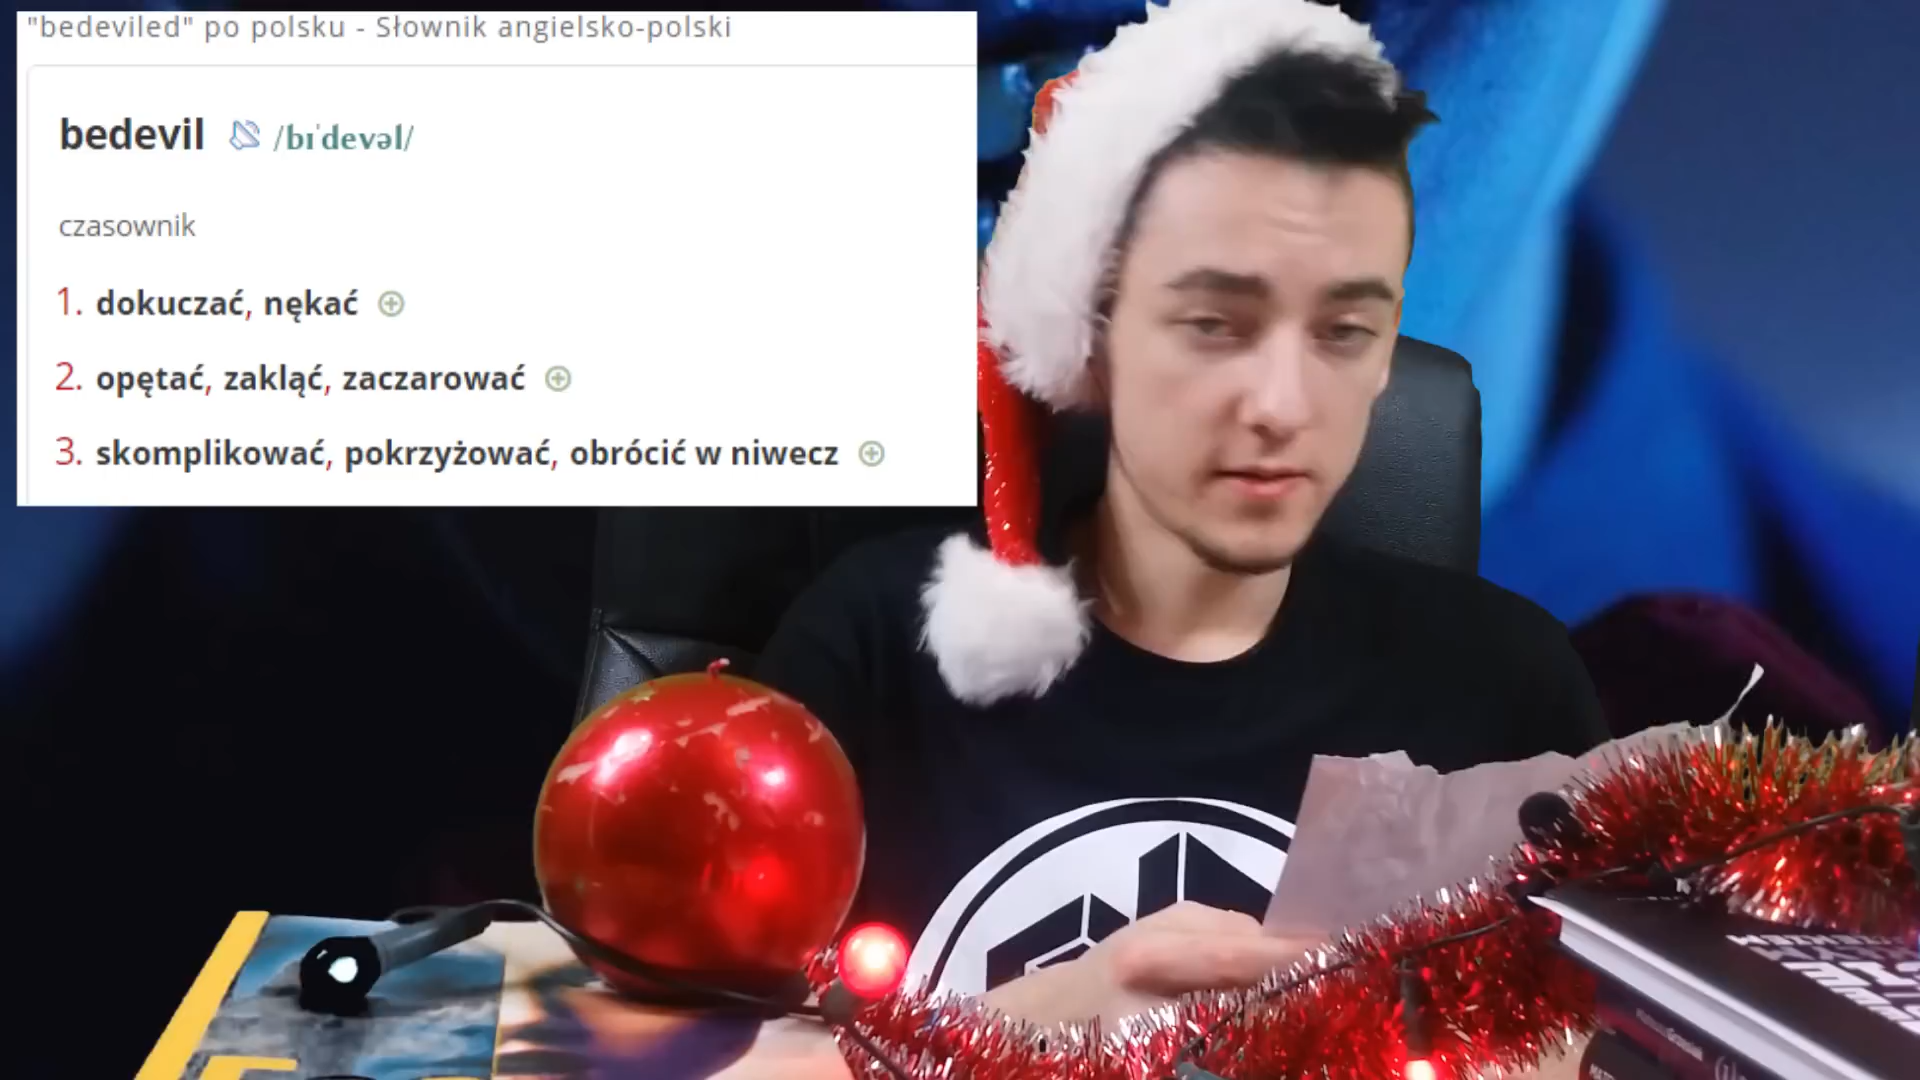 "bedeviled" po polsku - Słownik angielsko-polski
bedevil /bɪˈdevəl/
czasownik
1. dokuczać, nękać
2. opętać, zakląć, zaczarować
3. skomplikować, pokrzyżować, obrócić w niwecz